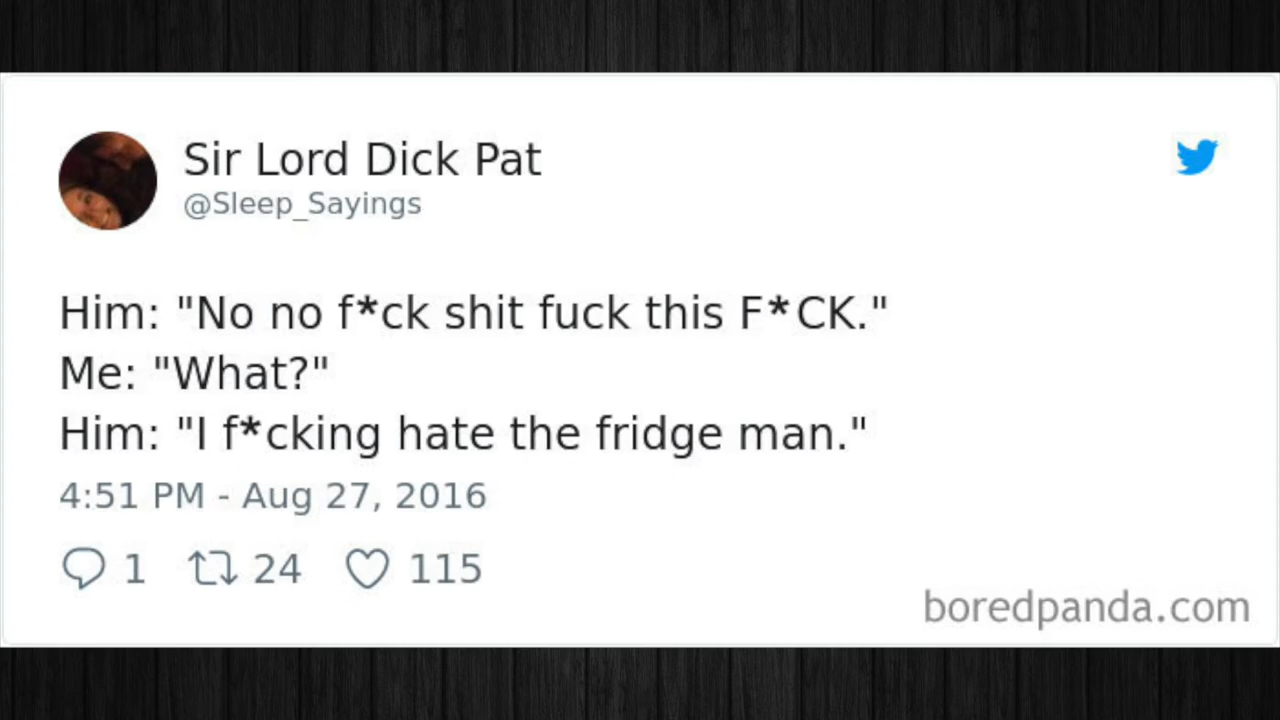 Sir Lord Dick Pat
@Sleep_Sayings
Him: "No no f*ck shit fuck this F*CK."
Me: "What?"
Him: "I f*cking hate the fridge man."
4:51 PM - Aug 27, 2016
1 24 115
boredpanda.com